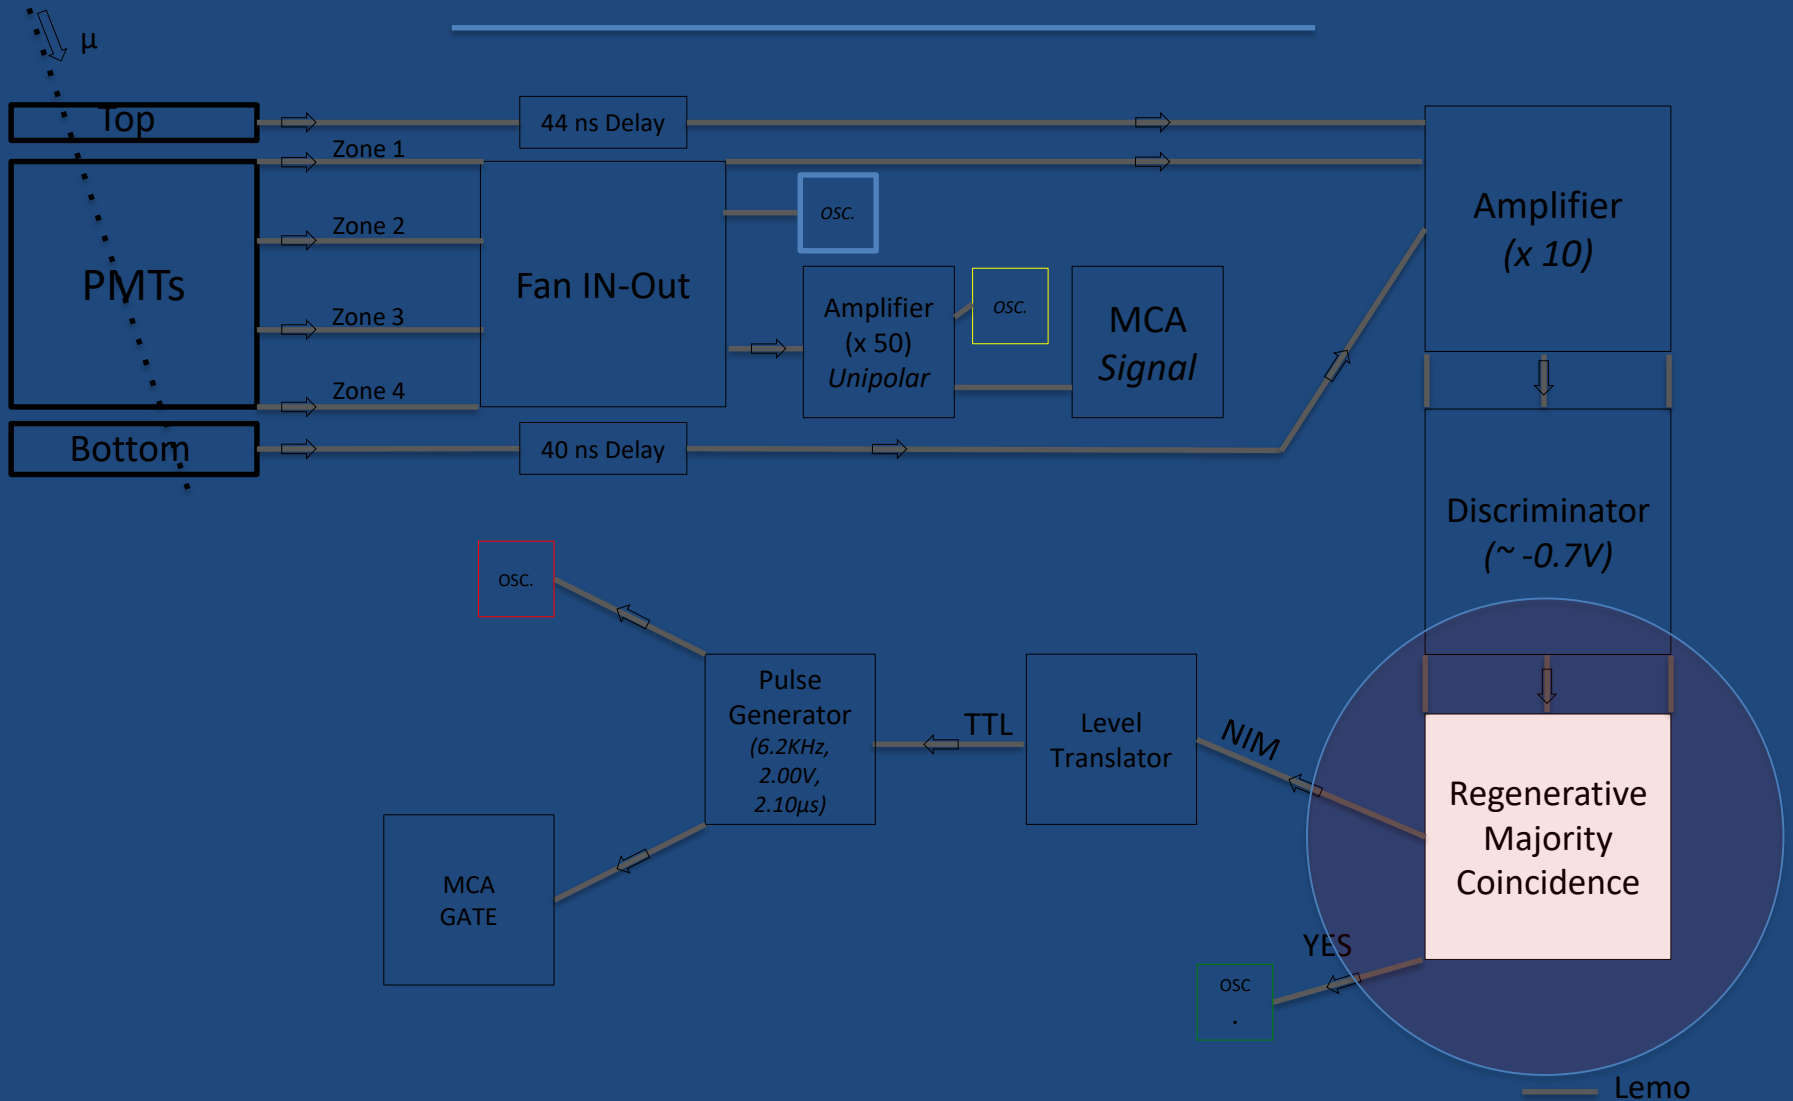 μ
Top
44 ns Delay
Zone 1
Zone 2
PMTs
Zone 3
Zone 4
Fan IN-Out
OSC.
Amplifier
(x 50)
Unipolar
OSC.
MCA
Signal
Amplifier
(x 10)
Bottom
40 ns Delay
Discriminator
(~ -0.7V)
OSC.
Pulse
Generator
(6.2KHz,
2.00V,
2.10μs)
TTL
Level
Translator
NIM
Regenerative
Majority
Coincidence
MCA
GATE
YES
OSC
.
Lemo